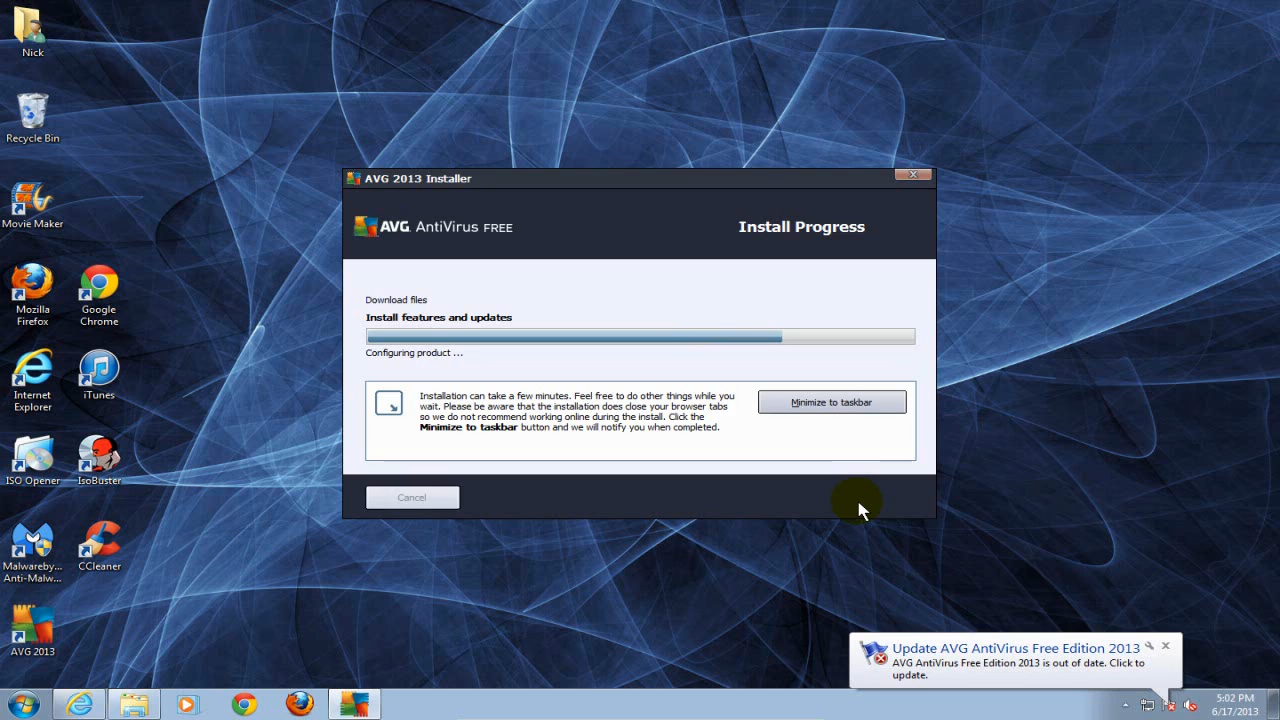 Nick
Recycle Bin
Movie Maker
Mozilla
Firefox
Google
Chrome
Internet
Explorer
iTunes
ISO Opener
IsoBuster
Malwareby...
Anti-Malw...
CCleaner
AVG 2013
AVG 2013 Installer
AVG. AntiVirus FREE
Install Progress
Download files
Install features and updates
Configuring product ...
Installation can take a few minutes. Feel free to do other things while you
wait. Please be aware that the installation does close your browser tabs
so we do not recommend working online during the install. Click the
Minimize to taskbar button and we will notify you when completed.
Minimize to taskbar
Cancel
Update AVG AntiVirus Free Edition 2013
AVG AntiVirus Free Edition 2013 is out of date. Click to
update.
5:02 PM
6/17/2013